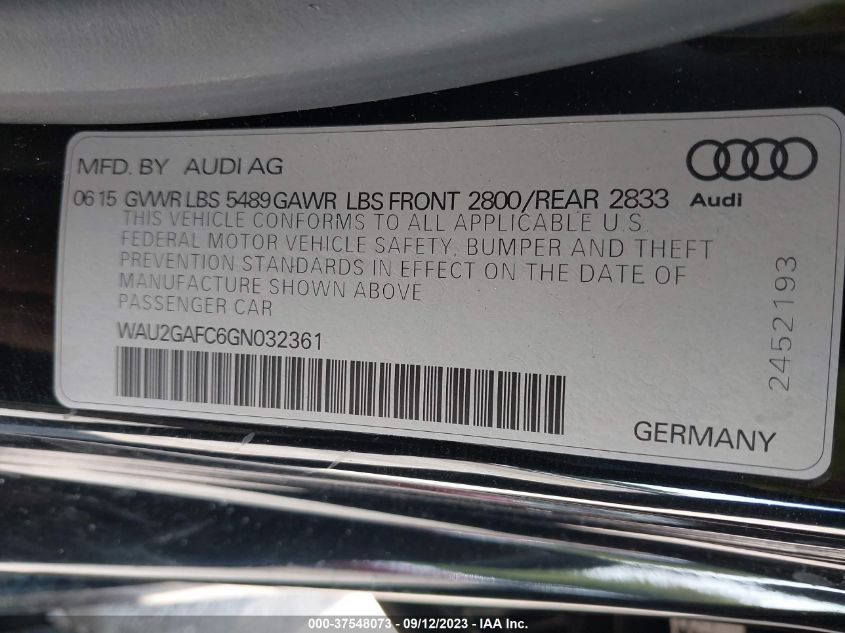 MFD. BY AUDI AG
0615 GVWR LBS 5489 GAWR LBS FRONT 2800/REAR 2833
Audi
THIS VEHICLE CONFORMS TO ALL APPLICABLE U.S.
FEDERAL MOTOR VEHICLE SAFETY, BUMPER AND THEFT
PREVENTION STANDARDS IN EFFECT ON THE DATE OF
MANUFACTURE SHOWN ABOVE
PASSENGER CAR
WAU2GAFC6GN032361
2452193
GERMANY
000-37548073 - 09/12/2023 - IAA Inc.